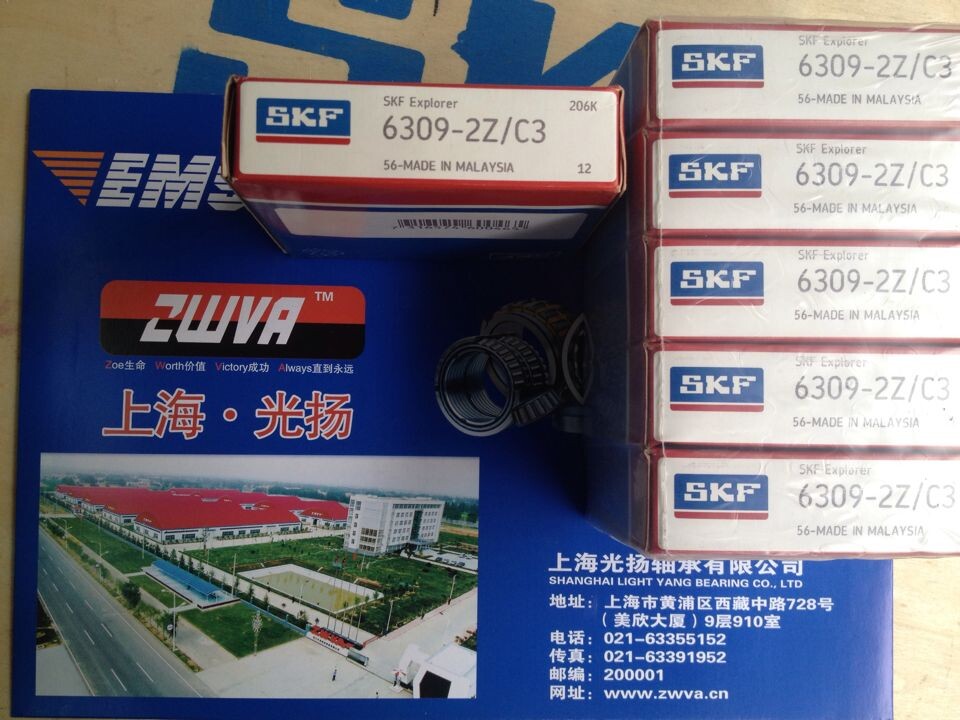 SKF
SKF
SKF Explorer
6309-2Z/C3
56-MADE IN MALAYSIA
206K
12
SKF
SKF Explorer
6309-2Z/C3
56-MADE IN MALAYSIA
SKF
SKF Explorer
6309-2Z/C3
56-MADE IN MALAYSIA
SKF
SKF Explorer
6309-2Z/C3
56-MADE IN MALAYSIA
SKF
SKF Explorer
6309-2Z/C3
56-MADE IN MALAYSIA
SKF
SKF Explorer
6309-2Z/C3
56-MADE IN MALAYSIA
EMS
ZWVA TM
Zoe生命 Worth价值 Victory成功 Always直到永远
上海·光扬
上海光扬轴承有限公司
SHANGHAI LIGHT YANG BEARING CO., LTD
地址：上海市黄浦区西藏中路728号
（美欣大厦）9层910室
电话：021-63355152
传真：021-63391952
邮编：200001
网址：www.zwva.cn